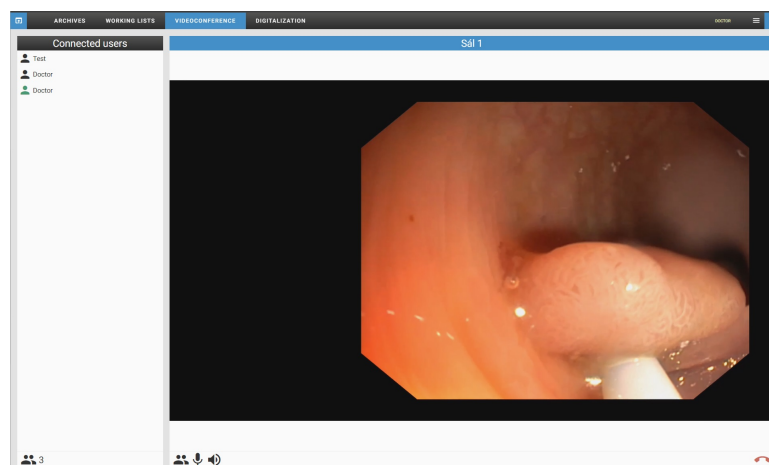 ARCHIVES WORKING LISTS VIDEOCONFERENCE DIGITALIZATION DOCTOR
Connected users
Sál 1
Test
Doctor
Doctor
3